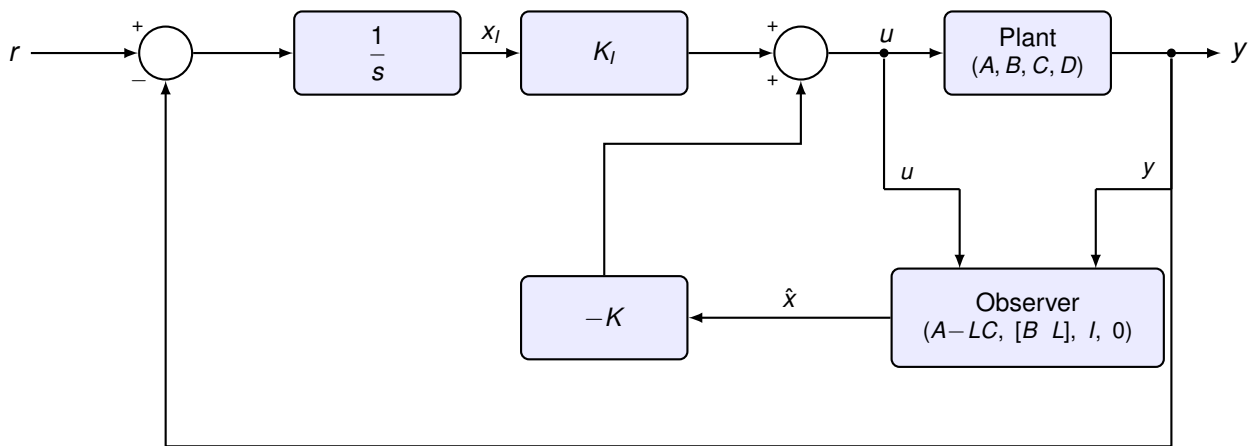 r
+
−
1
s
x_I
K_I
+
+
u
Plant
(A, B, C, D)
y
u
y
−K
x̂
Observer
(A−LC, [B L], I, 0)